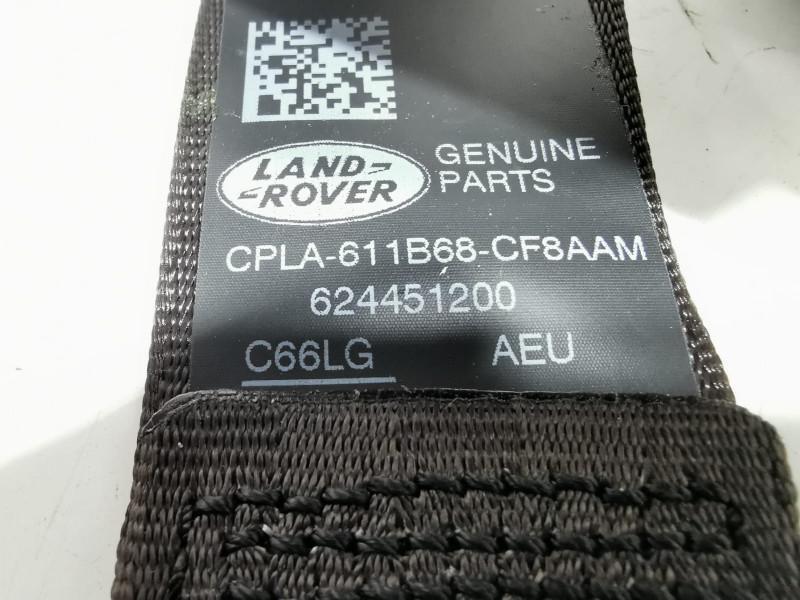 LAND
ROVER
GENUINE
PARTS
CPLA-611B68-CF8AAM
624451200
C66LG AEU